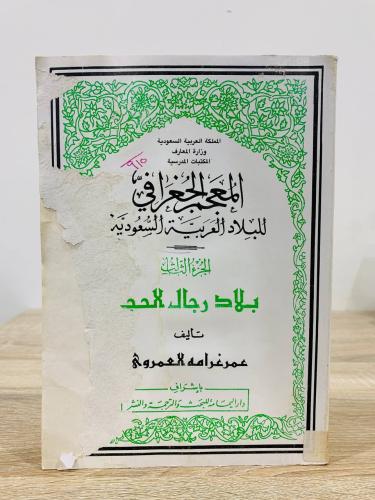 المملكة العربية السعودية
وزارة المعارف
المكتبات المدرسية
المعجم الجغرافي
للبلاد العربية السعودية
الجزء الثالث
بلاد رجال الحجر
تأليف
عمر غرامه العمروي
بإشراف
دار اليمامة للبحث والترجمة والنشر